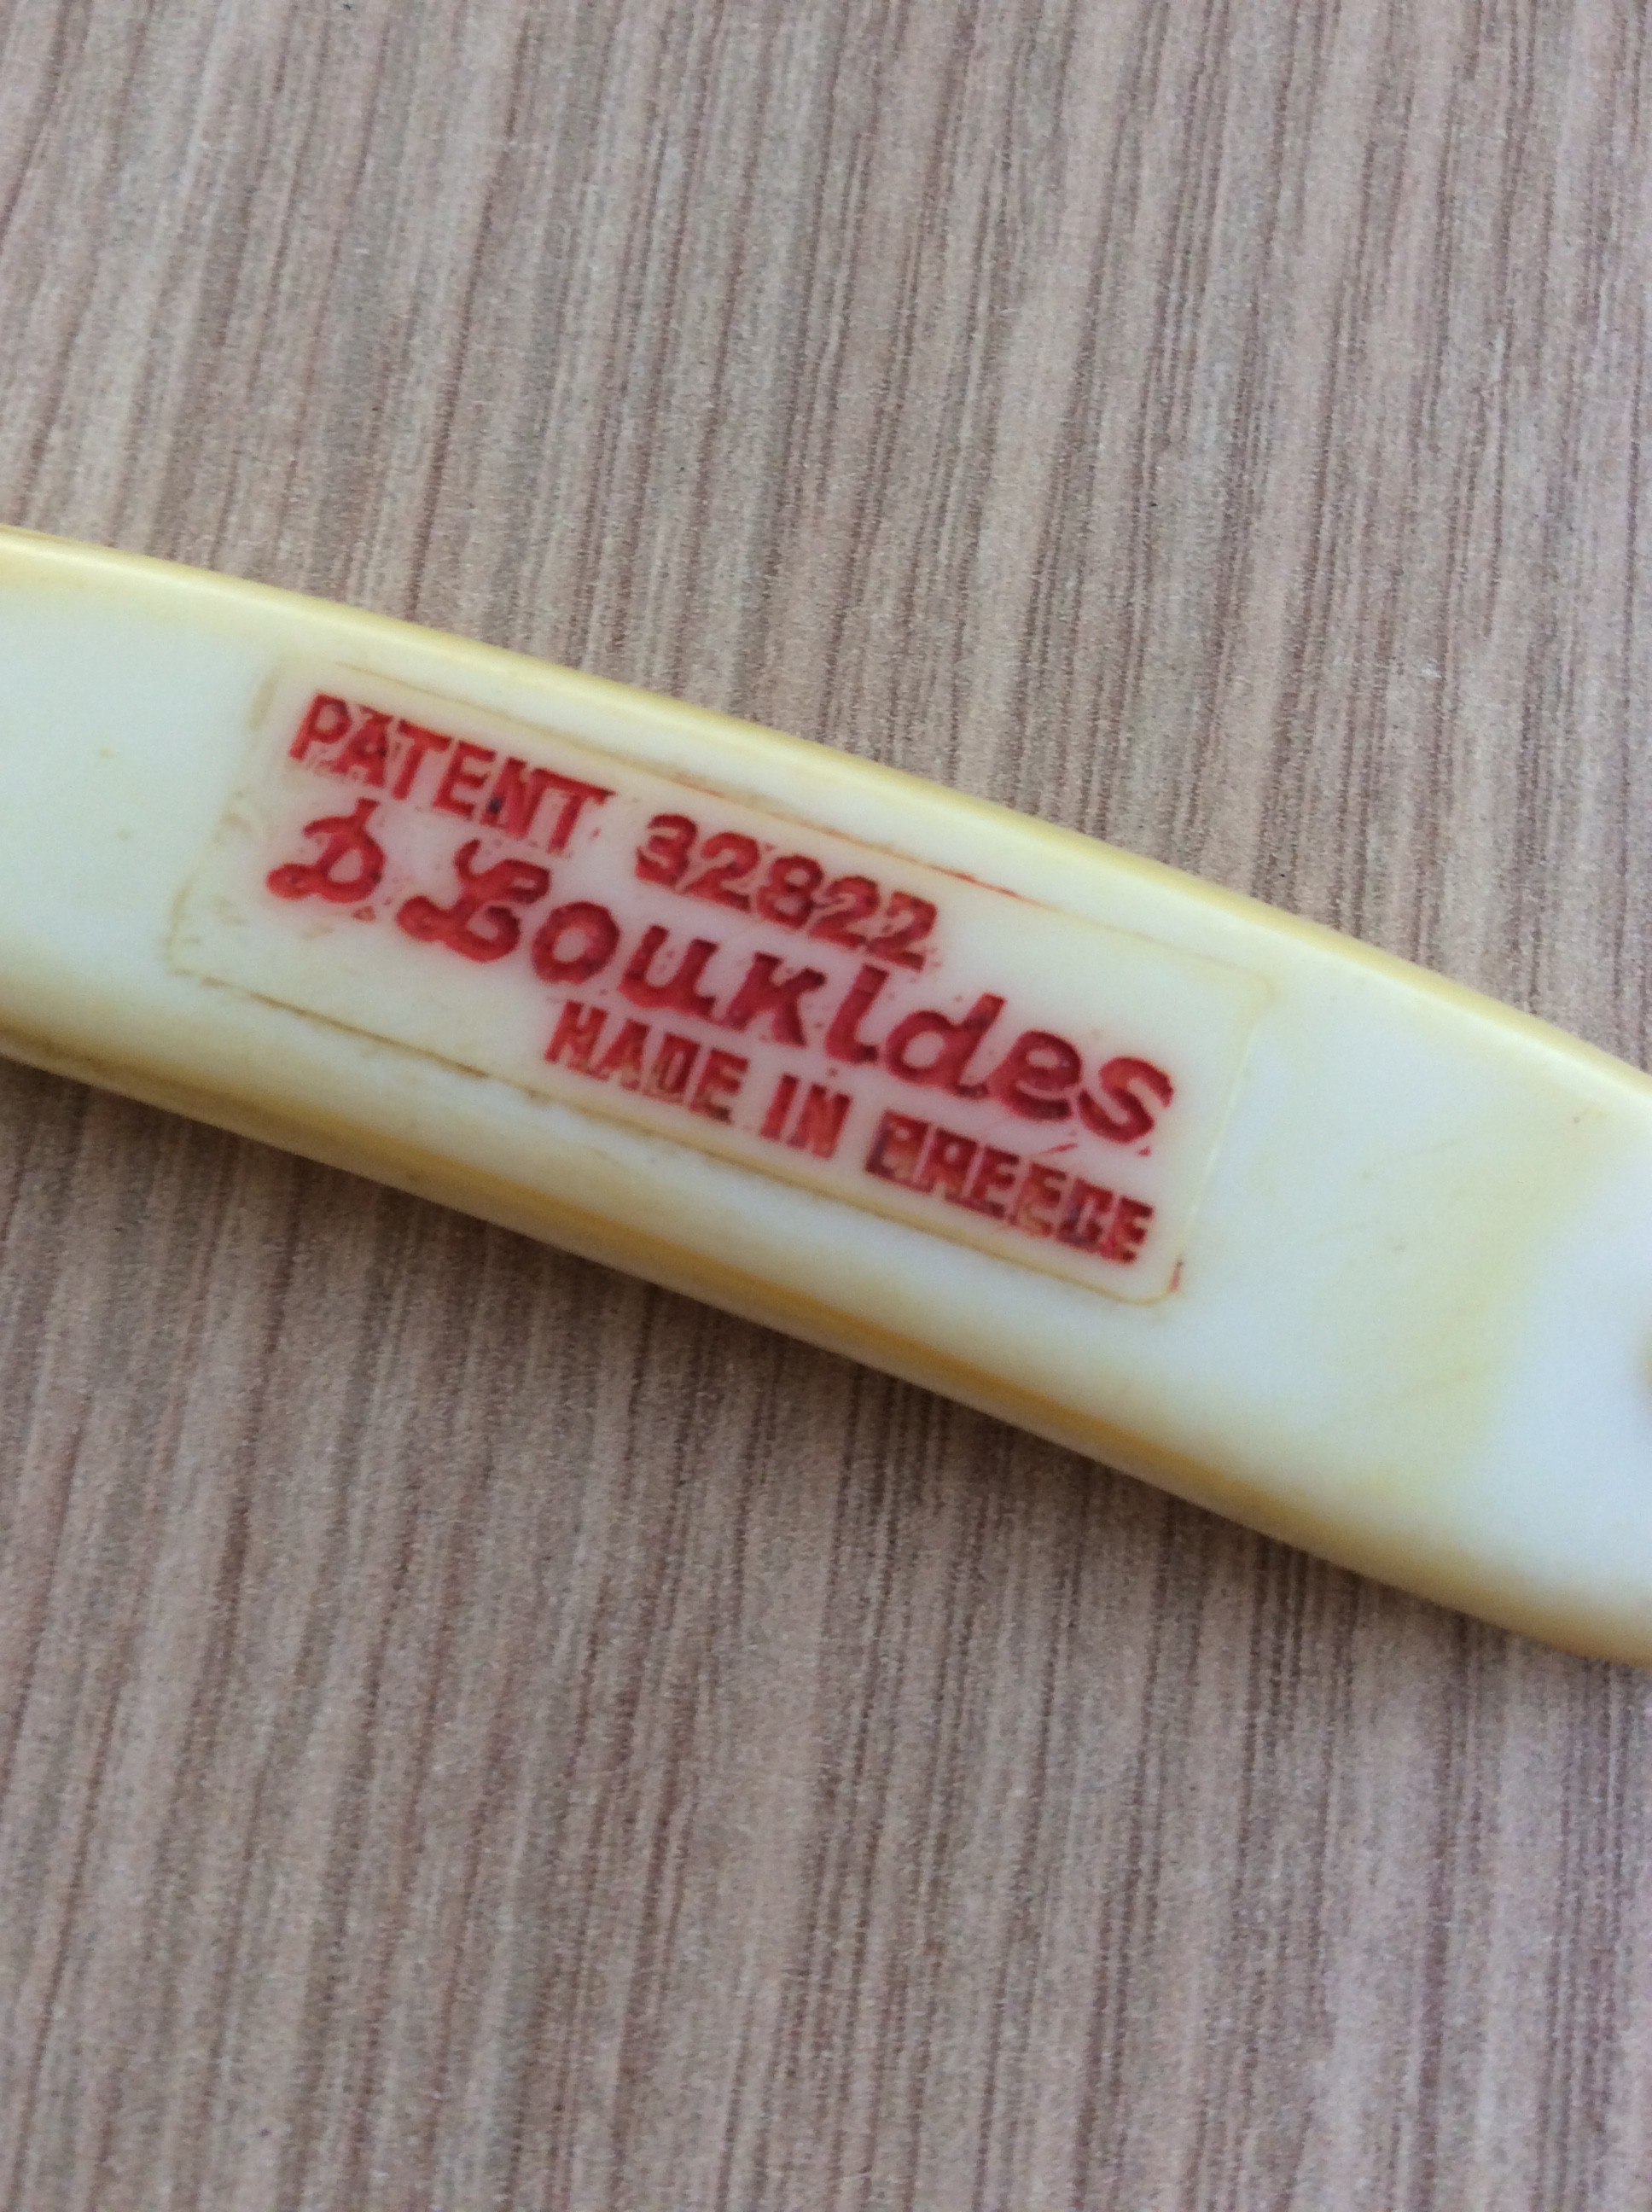 PATENT 32822
D Loukides
MADE IN GREECE